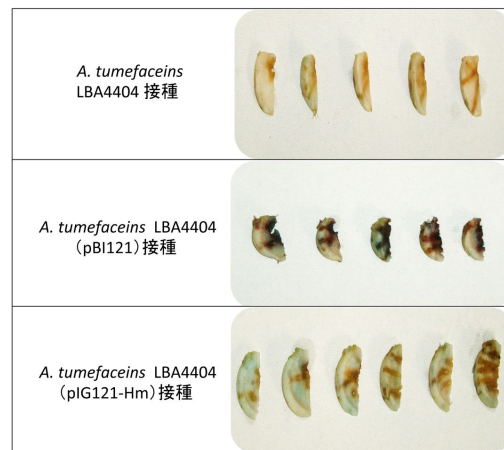 A. tumefaceins
LBA4404 接種
A. tumefaceins LBA4404
（pBI121）接種
A. tumefaceins LBA4404
（pIG121-Hm）接種